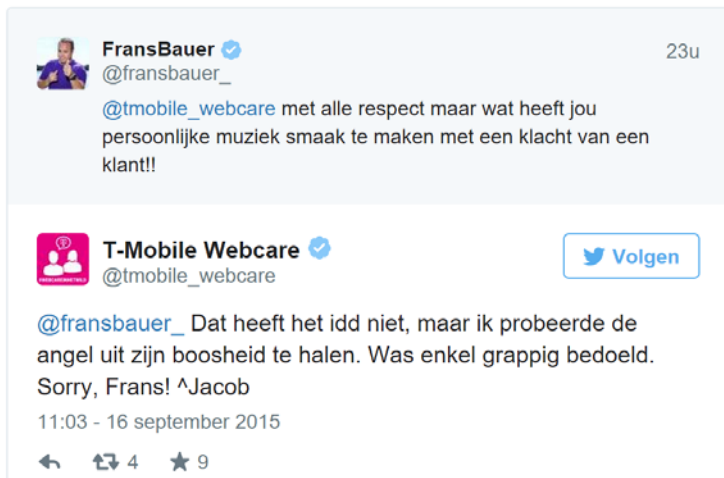 FransBauer
23u
@fransbauer_
@tmobile_webcare met alle respect maar wat heeft jou
persoonlijke muziek smaak te maken met een klacht van een
klant!!
T-Mobile Webcare
Volgen
@tmobile_webcare
@fransbauer_ Dat heeft het idd niet, maar ik probeerde de
angel uit zijn boosheid te halen. Was enkel grappig bedoeld.
Sorry, Frans! ^Jacob
11:03 - 16 september 2015
4
9